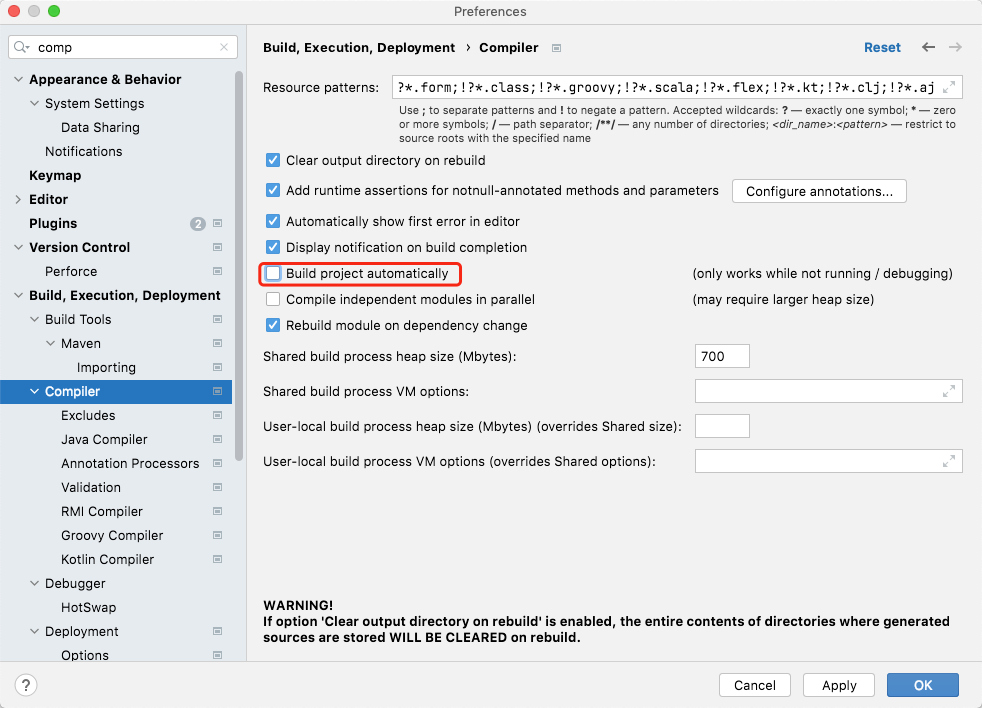 Preferences
comp
Appearance & Behavior
System Settings
Data Sharing
Notifications
Keymap
Editor
Plugins 2
Version Control
Perforce
Build, Execution, Deployment
Build Tools
Maven
Importing
Compiler
Excludes
Java Compiler
Annotation Processors
Validation
RMI Compiler
Groovy Compiler
Kotlin Compiler
Debugger
HotSwap
Deployment
Options
Build, Execution, Deployment › Compiler
Reset
Resource patterns: ?*.form;!?*.class;!?*.groovy;!?*.scala;!?*.flex;!?*.kt;!?*.clj;!?*.aj
Use ; to separate patterns and ! to negate a pattern. Accepted wildcards: ? — exactly one symbol; * — zero
or more symbols; / — path separator; /**/ — any number of directories; <dir_name>:<pattern> — restrict to
source roots with the specified name
Clear output directory on rebuild
Add runtime assertions for notnull-annotated methods and parameters Configure annotations...
Automatically show first error in editor
Display notification on build completion
Build project automatically (only works while not running / debugging)
Compile independent modules in parallel (may require larger heap size)
Rebuild module on dependency change
Shared build process heap size (Mbytes): 700
Shared build process VM options:
User-local build process heap size (Mbytes) (overrides Shared size):
User-local build process VM options (overrides Shared options):
WARNING!
If option 'Clear output directory on rebuild' is enabled, the entire contents of directories where generated
sources are stored WILL BE CLEARED on rebuild.
?
Cancel
Apply
OK